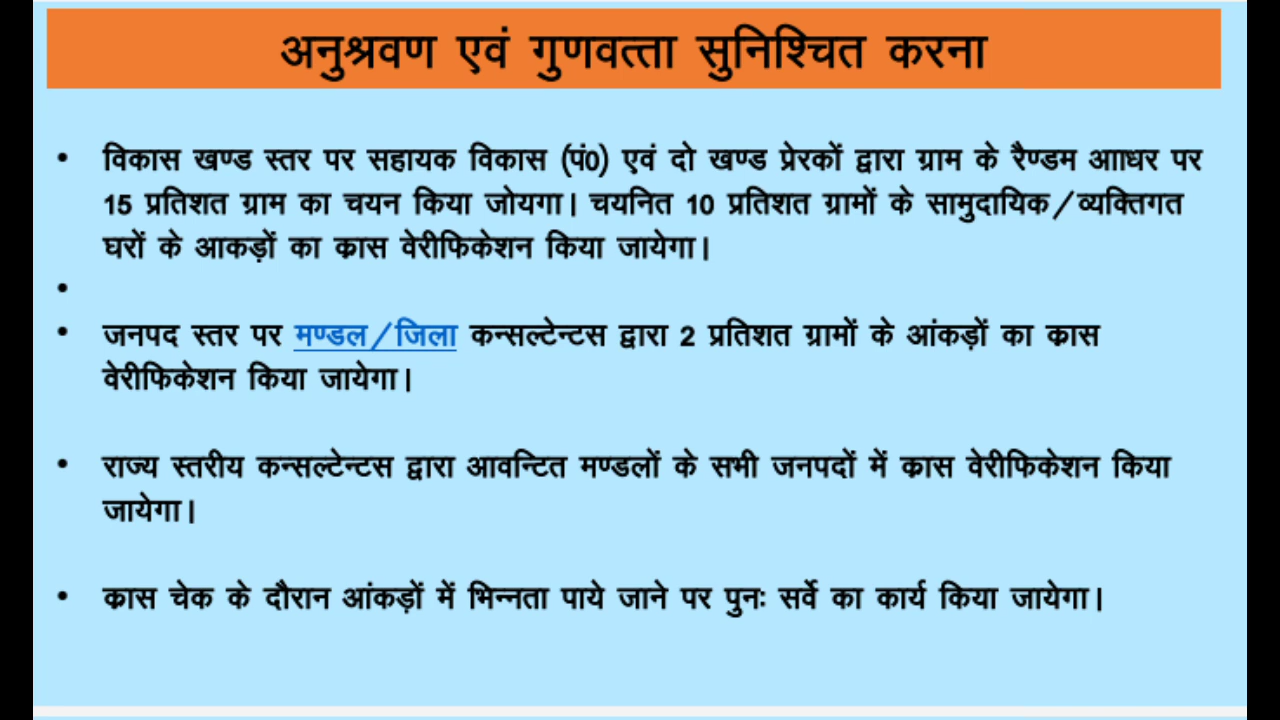 अनुश्रवण एवं गुणवत्ता सुनिश्चित करना
• विकास खण्ड स्तर पर सहायक विकास (पं0) एवं दो खण्ड प्रेरकों द्वारा ग्राम के रैण्डम आाधर पर
15 प्रतिशत ग्राम का चयन किया जोयगा। चयनित 10 प्रतिशत ग्रामों के सामुदायिक/व्यक्तिगत
घरों के आकड़ों का क्रास वेरीफिकेशन किया जायेगा।
•
• जनपद स्तर पर मण्डल/जिला कन्सल्टेन्टस द्वारा 2 प्रतिशत ग्रामों के आंकड़ों का क्रास
वेरीफिकेशन किया जायेगा।
• राज्य स्तरीय कन्सल्टेन्टस द्वारा आवन्टित मण्डलों के सभी जनपदों में क्रास वेरीफिकेशन किया
जायेगा।
• क्रास चेक के दौरान आंकड़ों में भिन्नता पाये जाने पर पुनः सर्वे का कार्य किया जायेगा।